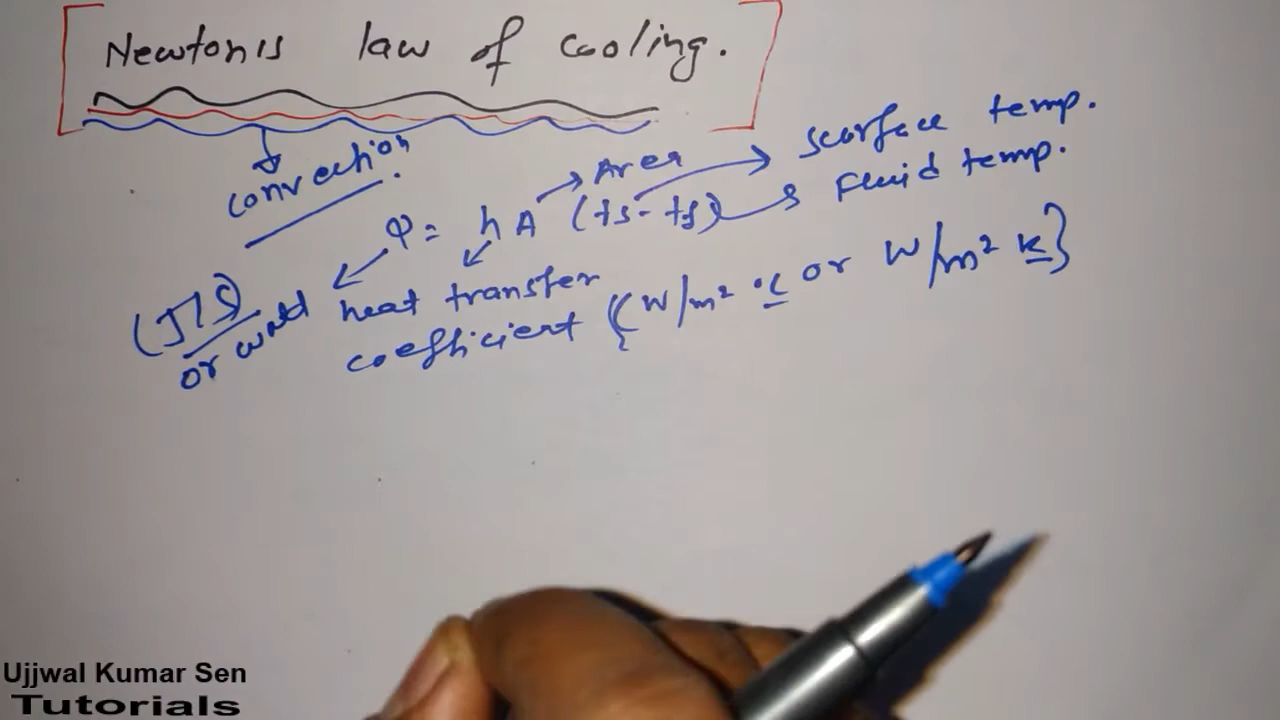 Newton's law of cooling.
convection.
Area
surface temp.
Fluid temp.
Q = hA (ts - tf)
(J/S)
or watt
heat transfer
coefficient {W/m² °C or W/m² K}
Ujjwal Kumar Sen
Tutorials